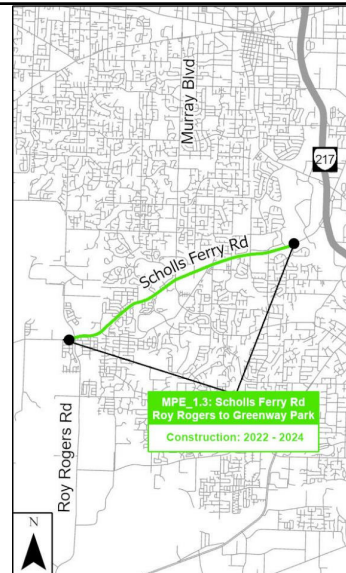 Murray Blvd
217
Scholls Ferry Rd
MPE_1.3: Scholls Ferry Rd
Roy Rogers to Greenway Park
Construction: 2022 - 2024
Roy Rogers Rd
N